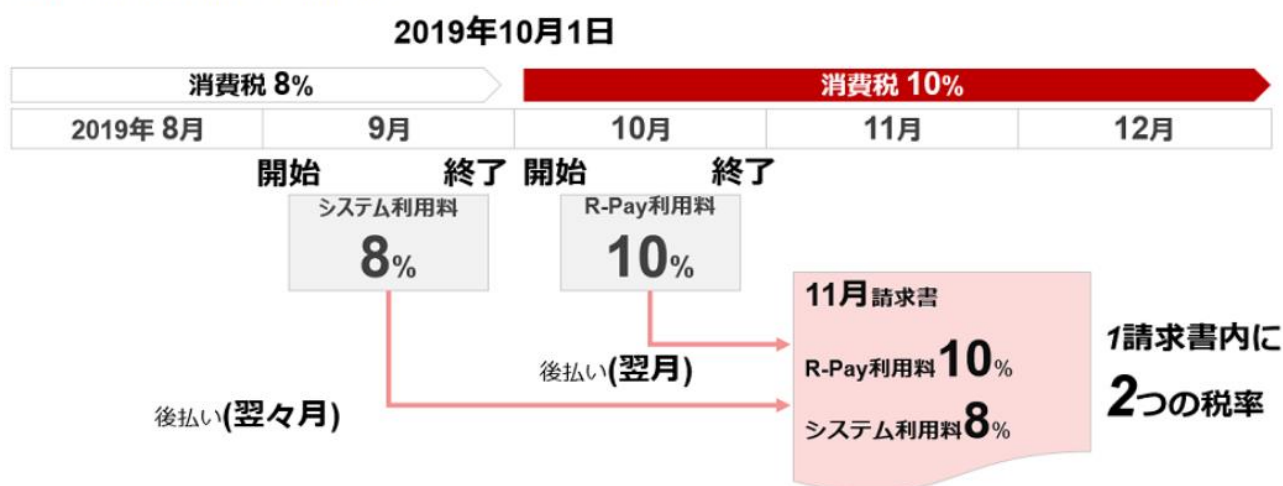 2019年10月1日
消費税 8%
消費税 10%
2019年 8月
9月
10月
11月
12月
開始
終了
開始
終了
システム利用料
8%
R-Pay利用料
10%
11月請求書
R-Pay利用料10%
システム利用料8%
後払い(翌月)
後払い(翌々月)
1請求書内に
2つの税率